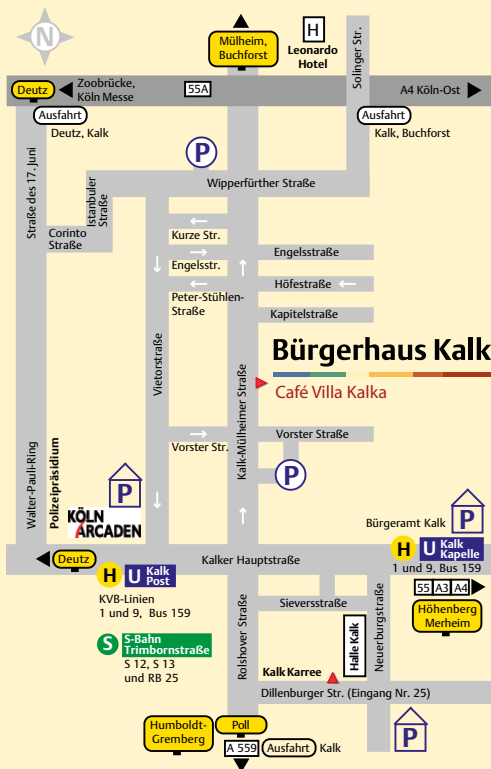 N
Mülheim,
Buchforst
H
Leonardo
Hotel
Solinger Str.
Deutz
Zoobrücke,
Köln Messe
55A
A4 Köln-Ost
Ausfahrt
Deutz, Kalk
Ausfahrt
Kalk, Buchforst
P
Straße des 17. Juni
Istanbuler
Straße
Wipperfürther Straße
Corinto
Straße
Kurze Str.
Engelsstr.
Engelsstraße
Höfestraße
Peter-Stühlen-
Straße
Kapitelstraße
Bürgerhaus Kalk
Café Villa Kalka
Vietorstraße
Kalk-Mülheimer Straße
Vorster Str.
Vorster Straße
P
Walter-Pauli-Ring
Polizeipräsidium
P
KÖLN
ARCADEN
P
Bürgeramt Kalk
Deutz
Kalker Hauptstraße
H U Kalk
Post
KVB-Linien
1 und 9, Bus 159
H U Kalk
Kapelle
1 und 9, Bus 159
55 A3 A4
Höhenberg
Merheim
S S-Bahn
Trimbornstraße
S 12, S 13
und RB 25
Rolshover Straße
Sieversstraße
Neuerburgstraße
Halle Kalk
Kalk Karree
Dillenburger Str. (Eingang Nr. 25)
Humboldt-
Gremberg
Poll
A 559 Ausfahrt Kalk
P